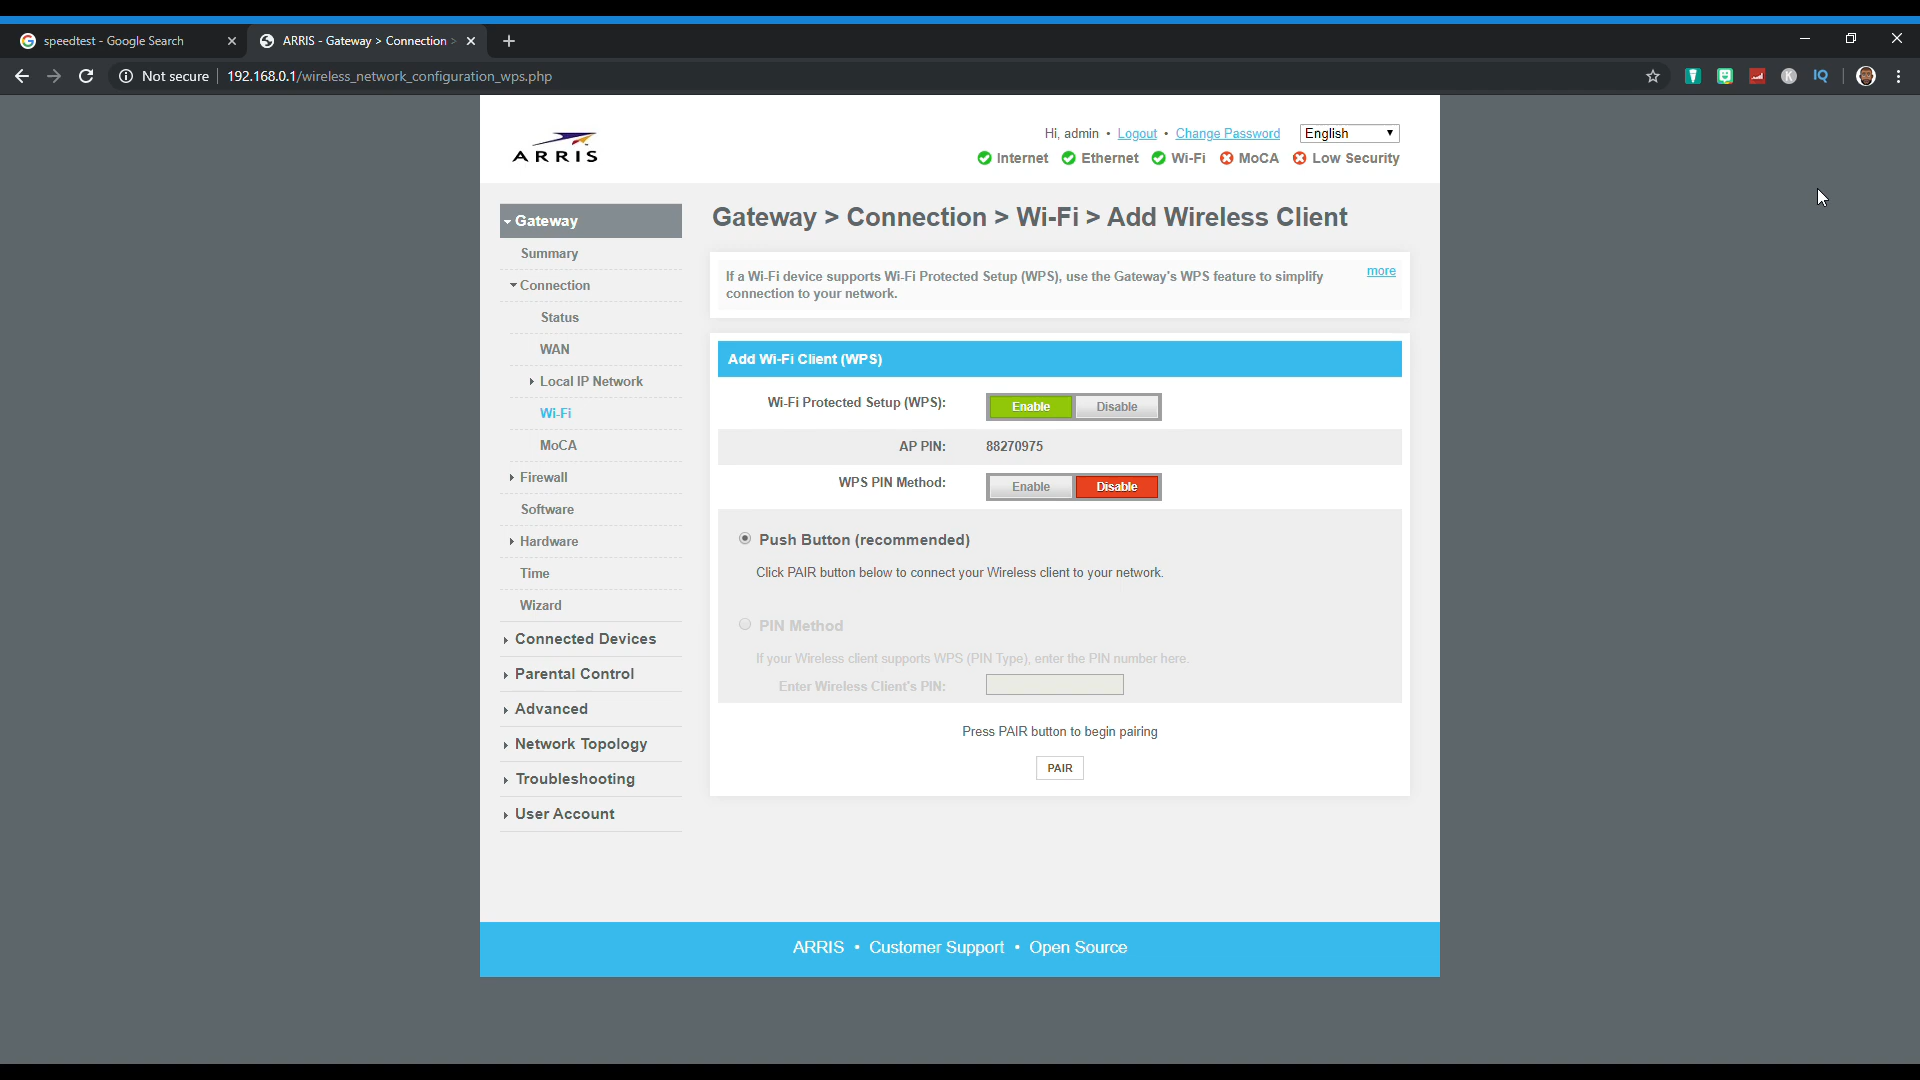 speedtest - Google Search
ARRIS - Gateway > Connection >
Not secure
192.168.0.1/wireless_network_configuration_wps.php
K
IQ
ARRIS
Hi, admin • Logout • Change Password
English
Internet Ethernet Wi-Fi MoCA Low Security
Gateway
Summary
Connection
Status
WAN
Local IP Network
Wi-Fi
MoCA
Firewall
Software
Hardware
Time
Wizard
Connected Devices
Parental Control
Advanced
Network Topology
Troubleshooting
User Account
Gateway > Connection > Wi-Fi > Add Wireless Client
If a Wi-Fi device supports Wi-Fi Protected Setup (WPS), use the Gateway's WPS feature to simplify
connection to your network.
more
Add Wi-Fi Client (WPS)
Wi-Fi Protected Setup (WPS): Enable Disable
AP PIN: 88270975
WPS PIN Method: Enable Disable
Push Button (recommended)
Click PAIR button below to connect your Wireless client to your network.
PIN Method
If your Wireless client supports WPS (PIN Type), enter the PIN number here.
Enter Wireless Client's PIN:
Press PAIR button to begin pairing
PAIR
ARRIS • Customer Support • Open Source